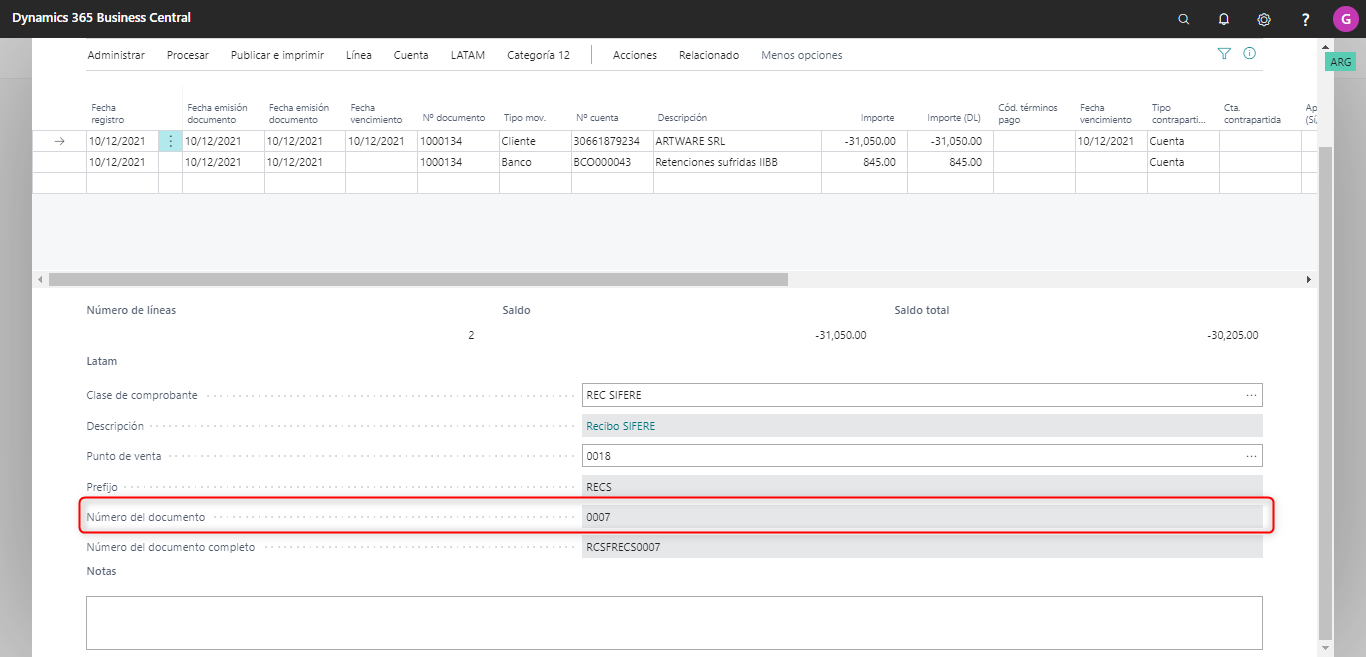 Dynamics 365 Business Central
?
G
ARG
Administrar Procesar Publicar e imprimir Línea Cuenta LATAM Categoría 12 Acciones Relacionado Menos opciones
Fecha registro Fecha emisión documento Fecha emisión documento Fecha vencimiento Nº documento Tipo mov. Nº cuenta Descripción Importe Importe (DL) Cód. términos pago Fecha vencimiento Tipo contraparti... Cta. contrapartida Ap (Sí,
10/12/2021 10/12/2021 10/12/2021 10/12/2021 1000134 Cliente 30661879234 ARTWARE SRL -31,050.00 -31,050.00 10/12/2021 Cuenta
10/12/2021 10/12/2021 10/12/2021 1000134 Banco BCO000043 Retenciones sufridas IIBB 845.00 845.00 Cuenta
Número de líneas Saldo Saldo total
2 -31,050.00 -30,205.00
Latam
Clase de comprobante REC SIFERE ...
Descripción Recibo SIFERE
Punto de venta 0018 ...
Prefijo RECS
Número del documento 0007
Número del documento completo RCSFRECS0007
Notas